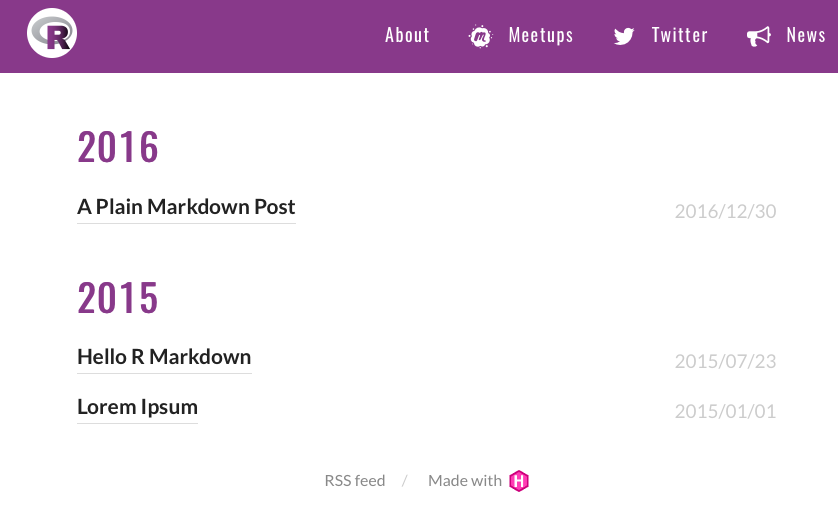 R About Meetups Twitter News
2016
A Plain Markdown Post 2016/12/30
2015
Hello R Markdown 2015/07/23
Lorem Ipsum 2015/01/01
RSS feed / Made with H